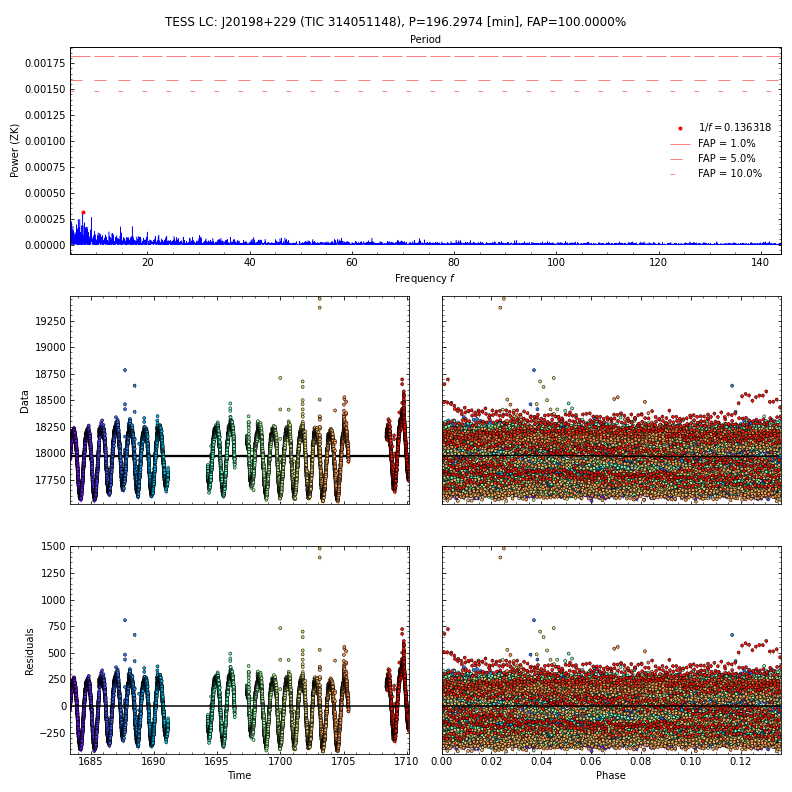 TESS LC: J20198+229 (TIC 314051148), P=196.2974 [min], FAP=100.0000%
Period
0.00175
0.00150
0.00125
0.00100
0.00075
0.00050
0.00025
0.00000
Power (ZK)
1/f = 0.136318
FAP = 1.0%
FAP = 5.0%
FAP = 10.0%
20 40 60 80 100 120 140
Frequency f
19250
19000
18750
18500
18250
18000
17750
Data
1500
1250
1000
750
500
250
0
−250
Residuals
1685 1690 1695 1700 1705 1710
Time
0.00 0.02 0.04 0.06 0.08 0.10 0.12
Phase